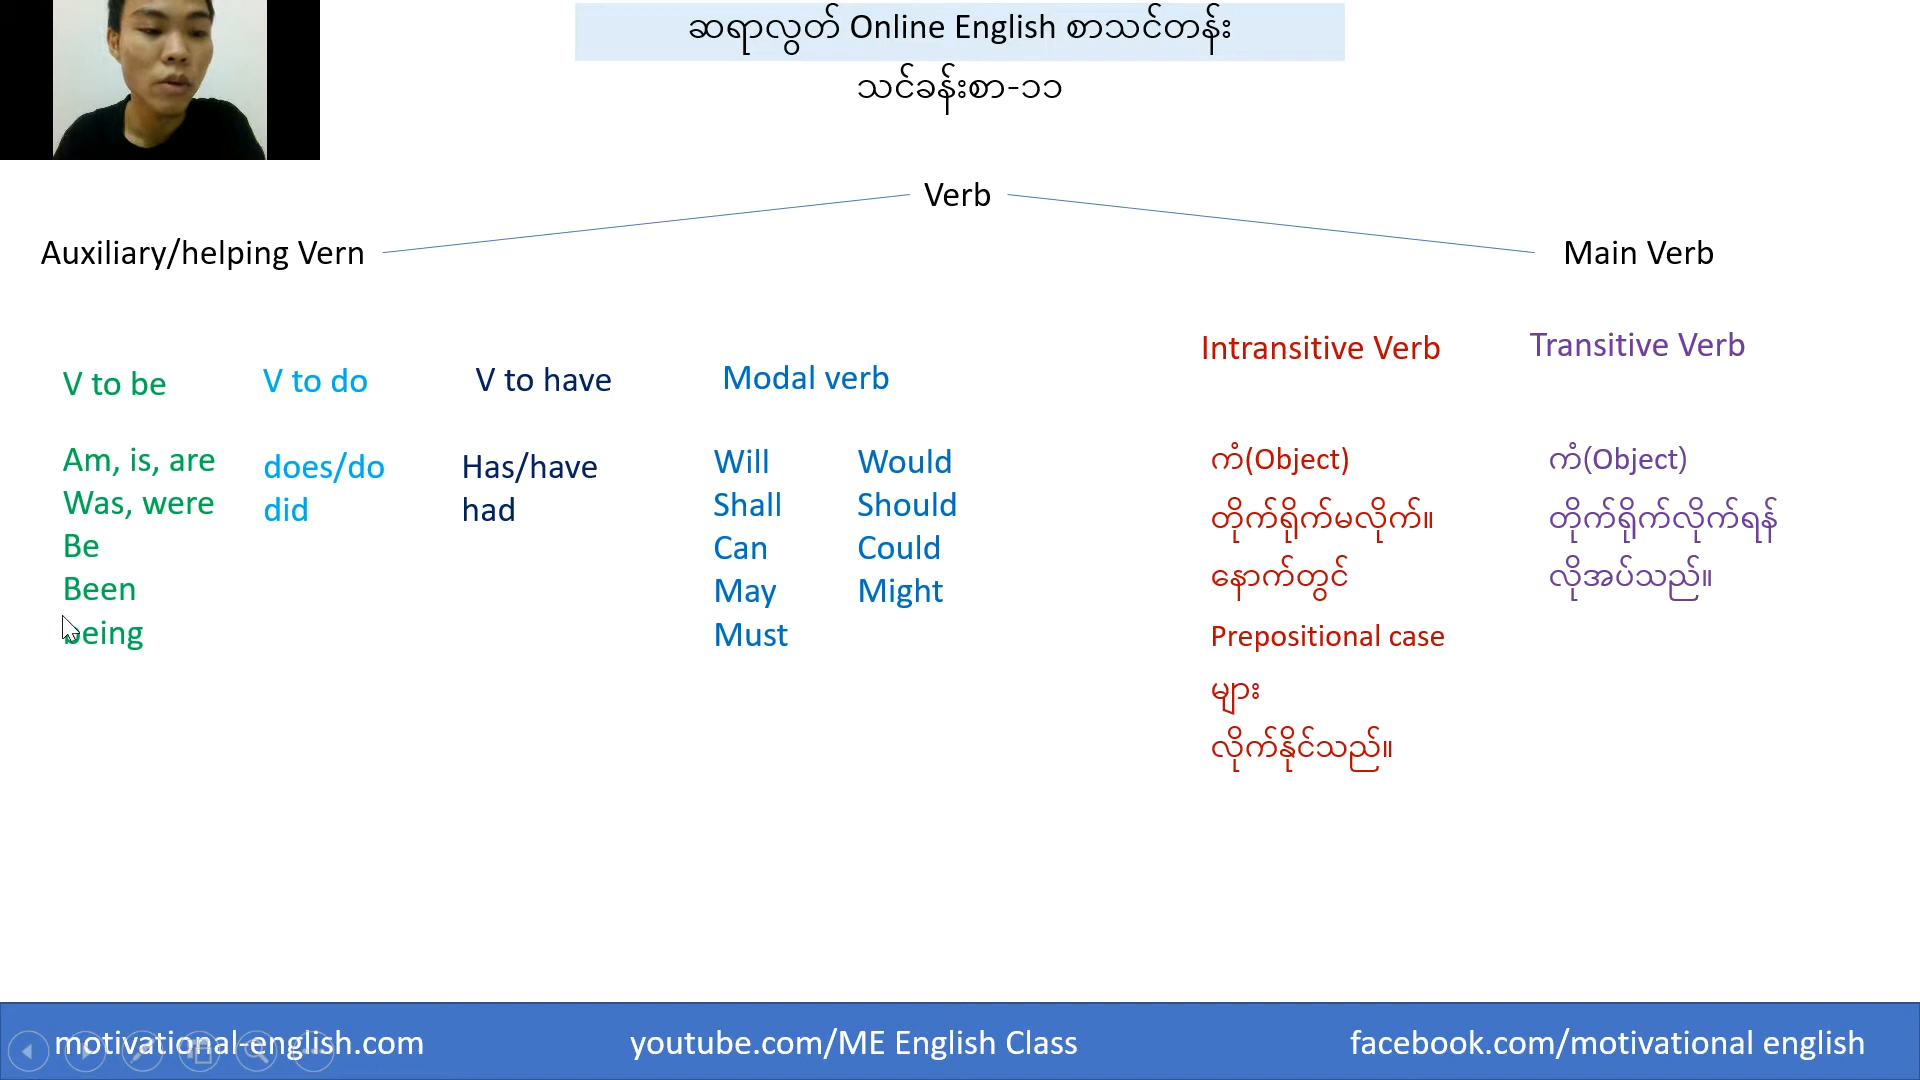 ဆရာလွတ် Online English စာသင်တန်း
သင်ခန်းစာ-၁၁
Verb
Auxiliary/helping Vern
Main Verb
V to be
Am, is, are
Was, were
Be
Been
being
V to do
does/do
did
V to have
Has/have
had
Modal verb
Will
Shall
Can
May
Must
Would
Should
Could
Might
Intransitive Verb
ကံ(Object)
တိုက်ရိုက်မလိုက်။
နောက်တွင်
Prepositional case
များ
လိုက်နိုင်သည်။
Transitive Verb
ကံ(Object)
တိုက်ရိုက်လိုက်ရန်
လိုအပ်သည်။
motivational-english.com
youtube.com/ME English Class
facebook.com/motivational english